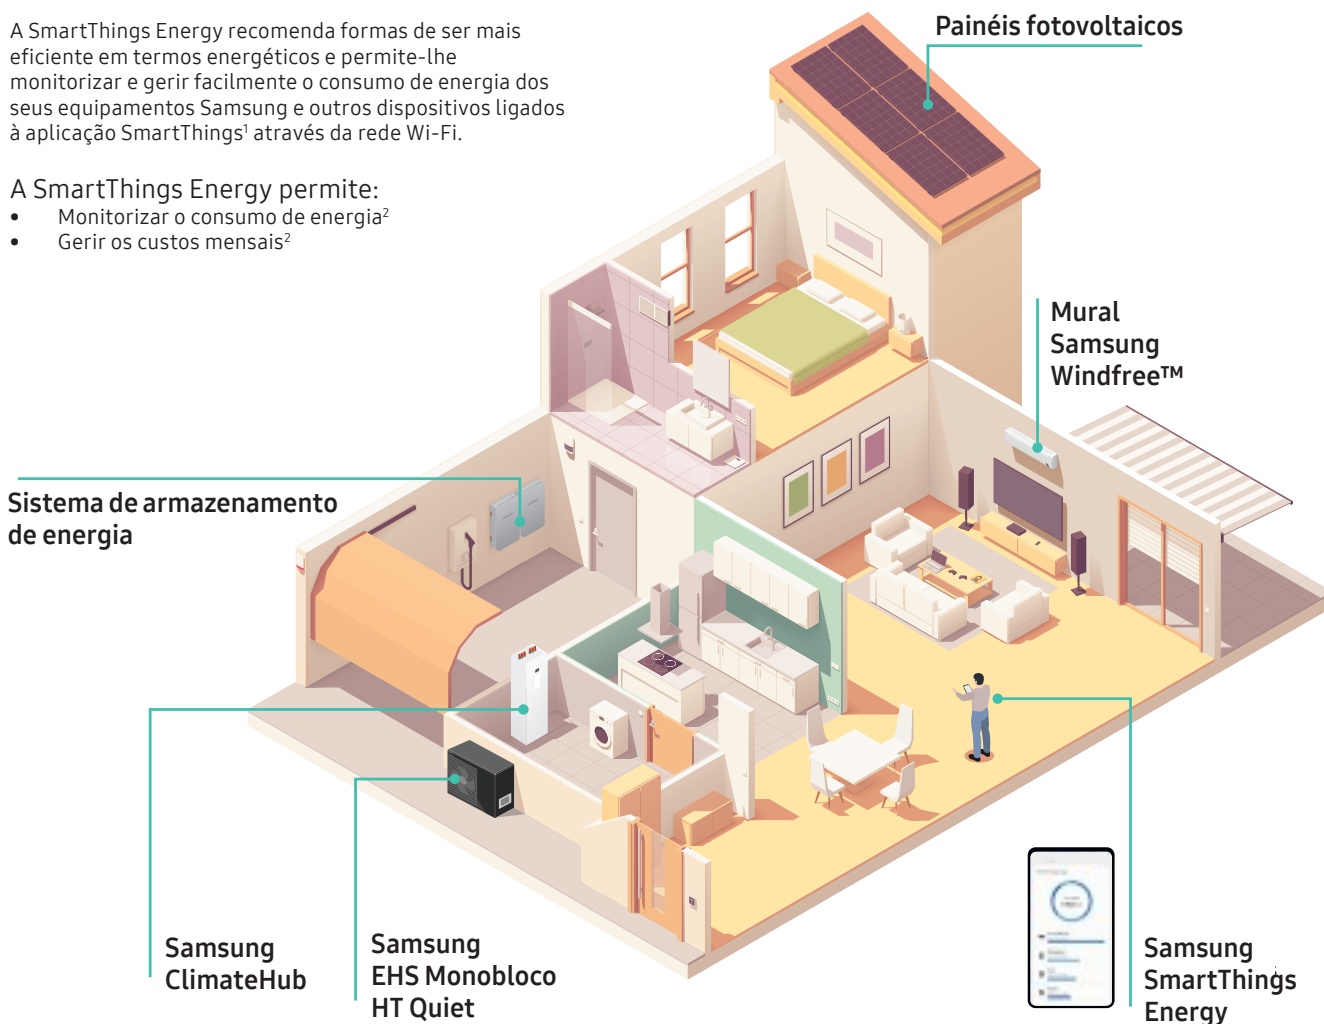 A SmartThings Energy recomenda formas de ser mais
eficiente em termos energéticos e permite-lhe
monitorizar e gerir facilmente o consumo de energia dos
seus equipamentos Samsung e outros dispositivos ligados
à aplicação SmartThings¹ através da rede Wi-Fi.
A SmartThings Energy permite:
• Monitorizar o consumo de energia²
• Gerir os custos mensais²
Painéis fotovoltaicos
Mural
Samsung
Windfree™
Sistema de armazenamento
de energia
Samsung
ClimateHub
Samsung
EHS Monobloco
HT Quiet
Samsung
SmartThings
Energy